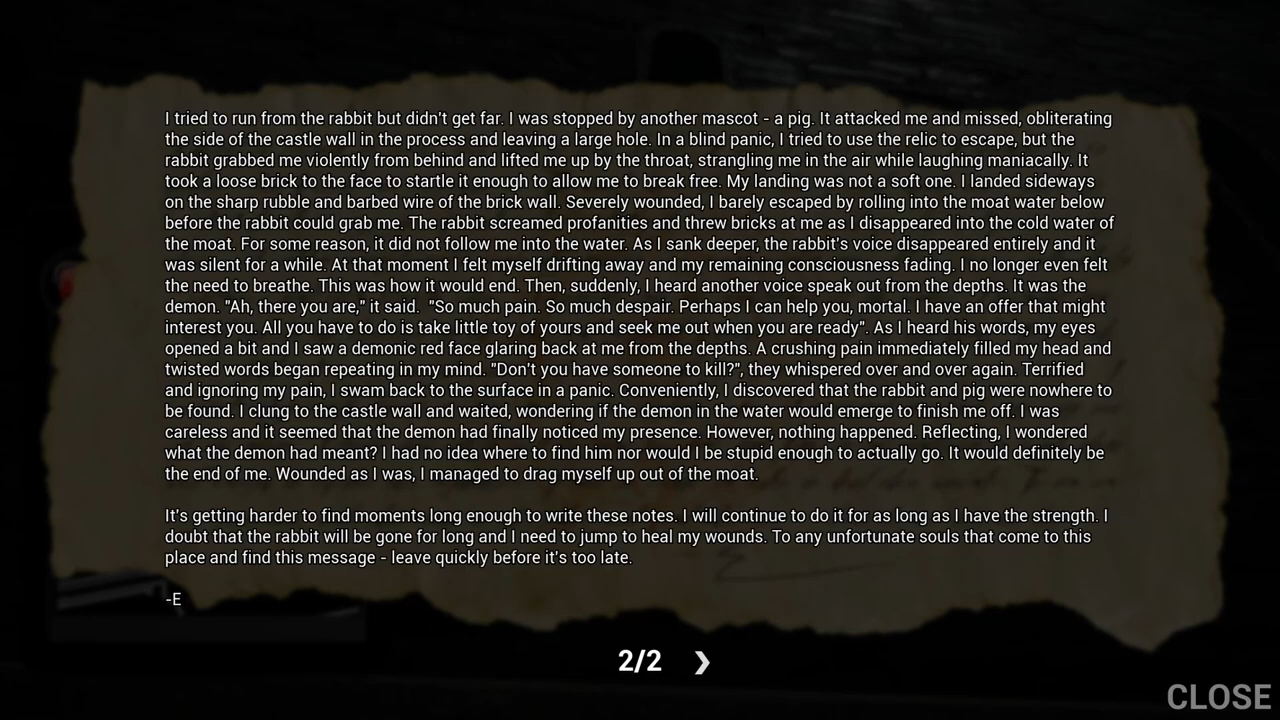 I tried to run from the rabbit but didn't get far. I was stopped by another mascot - a pig. It attacked me and missed, obliterating
the side of the castle wall in the process and leaving a large hole. In a blind panic, I tried to use the relic to escape, but the
rabbit grabbed me violently from behind and lifted me up by the throat, strangling me in the air while laughing maniacally. It
took a loose brick to the face to startle it enough to allow me to break free. My landing was not a soft one. I landed sideways
on the sharp rubble and barbed wire of the brick wall. Severely wounded, I barely escaped by rolling into the moat water below
before the rabbit could grab me. The rabbit screamed profanities and threw bricks at me as I disappeared into the cold water of
the moat. For some reason, it did not follow me into the water. As I sank deeper, the rabbit's voice disappeared entirely and it
was silent for a while. At that moment I felt myself drifting away and my remaining consciousness fading. I no longer even felt
the need to breathe. This was how it would end. Then, suddenly, I heard another voice speak out from the depths. It was the
demon. "Ah, there you are," it said.  "So much pain. So much despair. Perhaps I can help you, mortal. I have an offer that might
interest you. All you have to do is take little toy of yours and seek me out when you are ready". As I heard his words, my eyes
opened a bit and I saw a demonic red face glaring back at me from the depths. A crushing pain immediately filled my head and
twisted words began repeating in my mind. "Don't you have someone to kill?", they whispered over and over again. Terrified
and ignoring my pain, I swam back to the surface in a panic. Conveniently, I discovered that the rabbit and pig were nowhere to
be found. I clung to the castle wall and waited, wondering if the demon in the water would emerge to finish me off. I was
careless and it seemed that the demon had finally noticed my presence. However, nothing happened. Reflecting, I wondered
what the demon had meant? I had no idea where to find him nor would I be stupid enough to actually go. It would definitely be
the end of me. Wounded as I was, I managed to drag myself up out of the moat.
It's getting harder to find moments long enough to write these notes. I will continue to do it for as long as I have the strength. I
doubt that the rabbit will be gone for long and I need to jump to heal my wounds. To any unfortunate souls that come to this
place and find this message - leave quickly before it's too late.
-E
2/2 ❯
CLOSE